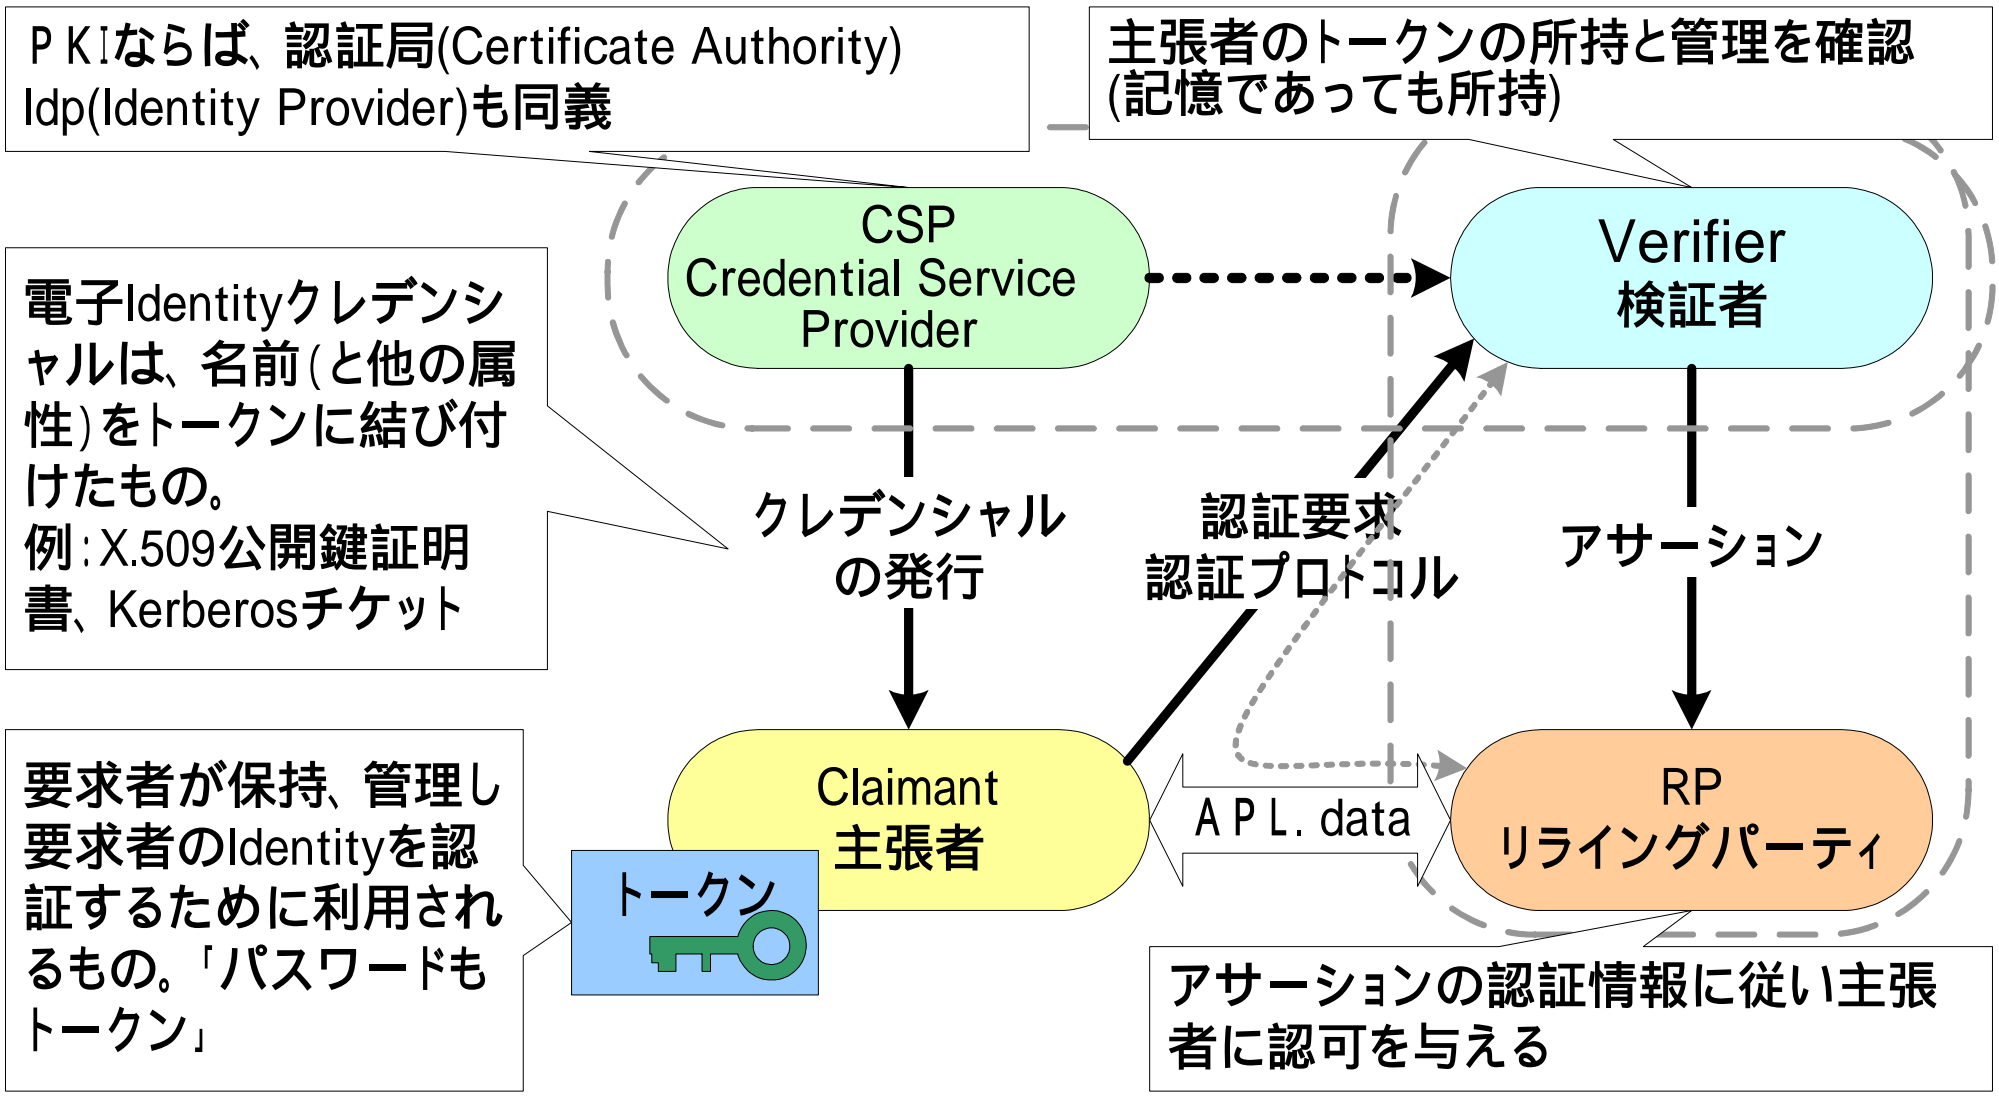 PKIならば、認証局(Certificate Authority)
Idp(Identity Provider)も同義
主張者のトークンの所持と管理を確認
(記憶であっても所持)
CSP
Credential Service
Provider
Verifier
検証者
電子Identityクレデンシ
ャルは、名前(と他の属
性)をトークンに結び付
けたもの。
例:X.509公開鍵証明
書、Kerberosチケット
クレデンシャル
の発行
認証要求
認証プロトコル
アサーション
要求者が保持、管理し
要求者のIdentityを認
証するために利用され
るもの。「パスワードも
トークン」
Claimant
主張者
トークン
APL. data
RP
リライングパーティ
アサーションの認証情報に従い主張
者に認可を与える